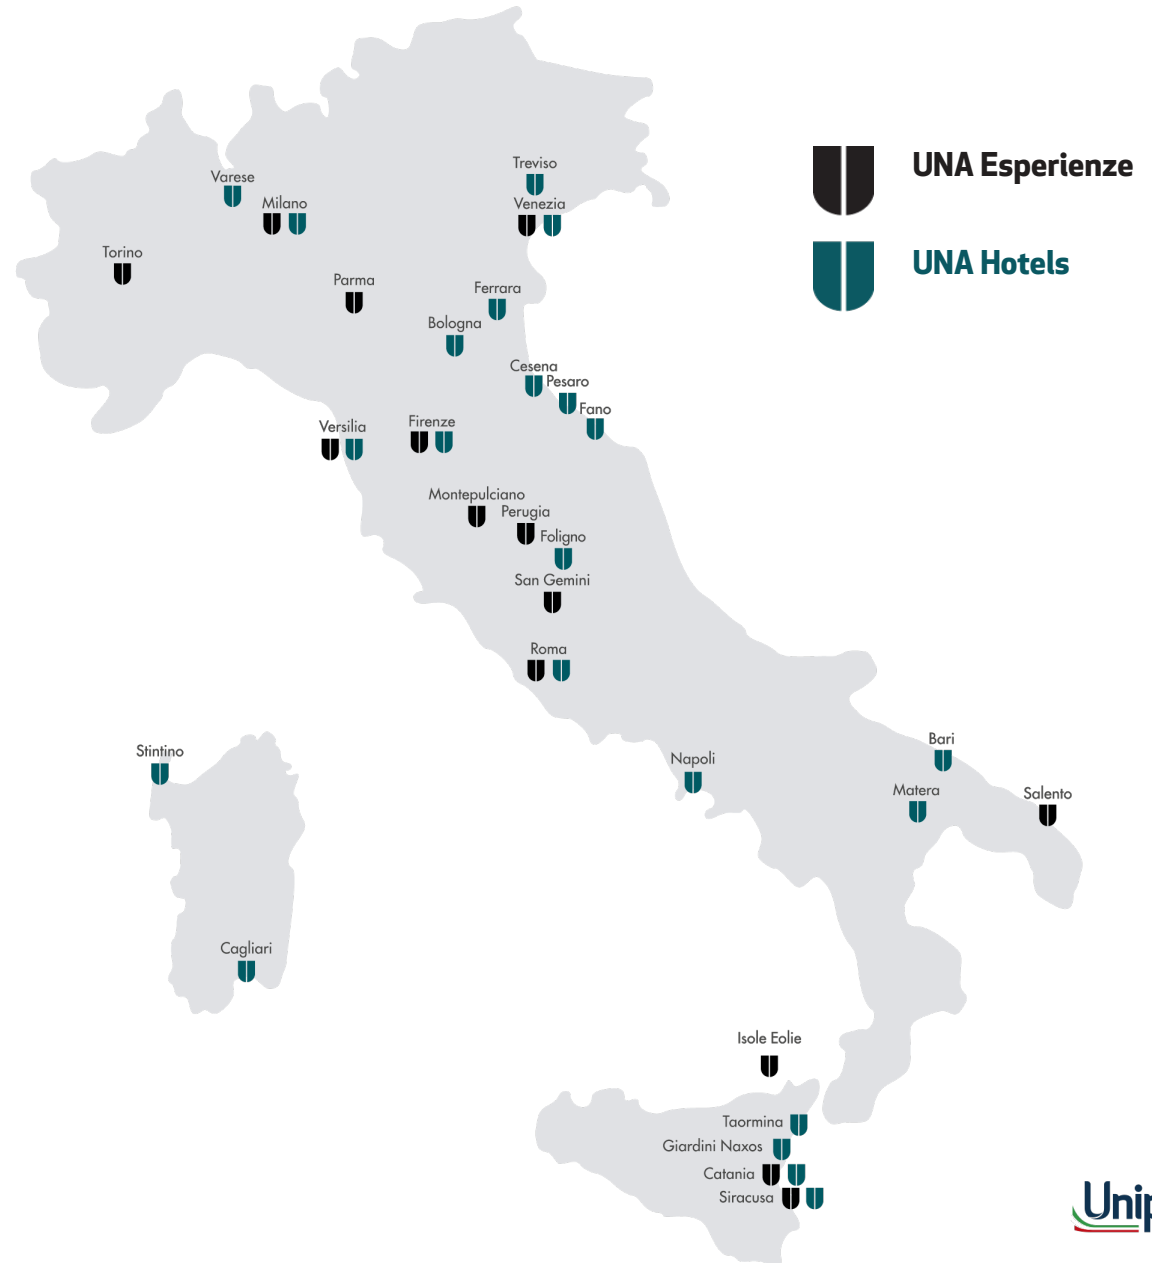 UNA Esperienze
UNA Hotels
Treviso
Varese
Milano
Venezia
Torino
Parma
Ferrara
Bologna
Cesena
Pesaro
Fano
Versilia
Firenze
Montepulciano
Perugia
Foligno
San Gemini
Roma
Stintino
Napoli
Bari
Matera
Salento
Cagliari
Isole Eolie
Taormina
Giardini Naxos
Catania
Siracusa